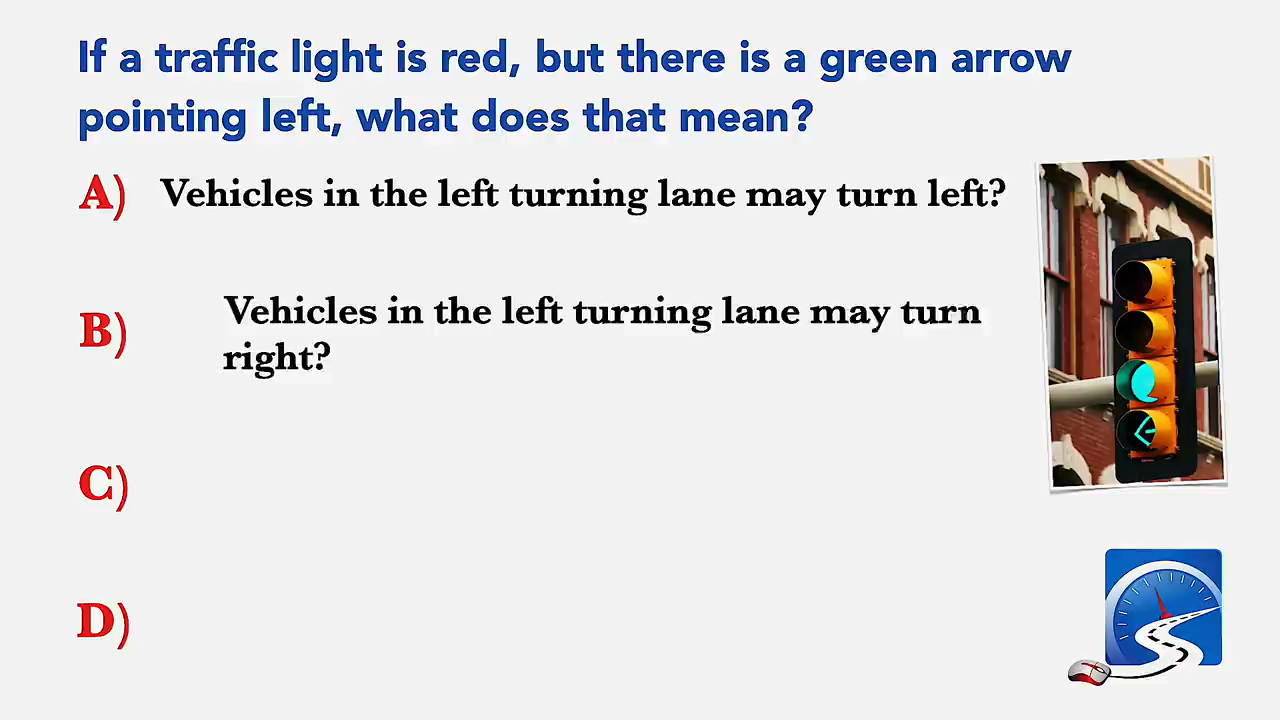 If a traffic light is red, but there is a green arrow
pointing left, what does that mean?
A) Vehicles in the left turning lane may turn left?
B) Vehicles in the left turning lane may turn
right?
C)
D)